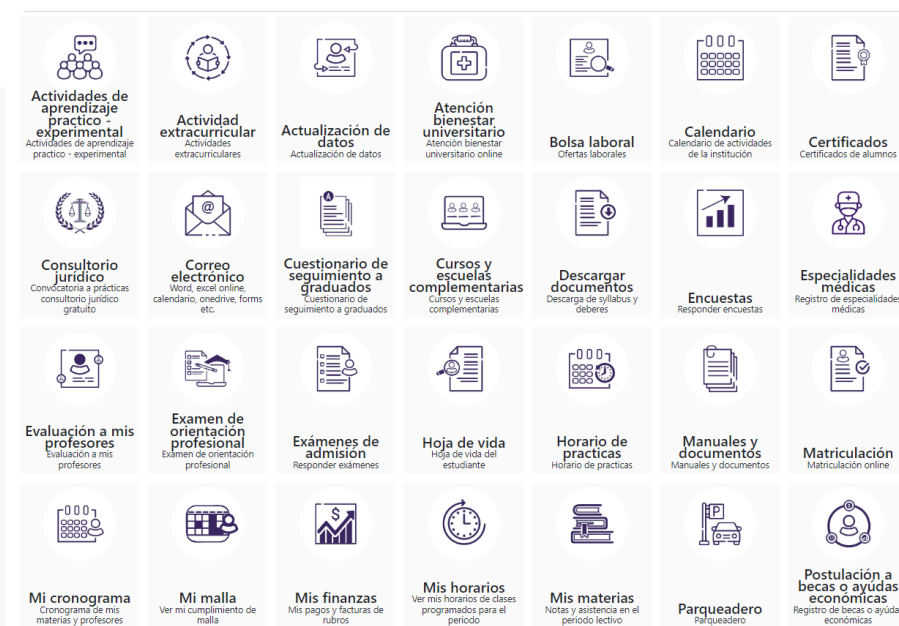 Actividades de
aprendizaje
practico -
experimental
Actividades de aprendizaje
practico - experimental
Actividad
extracurricular
Actividades
extracurriculares
Actualización de
datos
Actualización de datos
Atención
bienestar
universitario
Atención bienestar
universitario online
Bolsa laboral
Ofertas laborales
Calendario
Calendario de actividades
de la institución
Certificados
Certificados de alumnos
Consultorio
jurídico
Convocatoria a prácticas
consultorio jurídico
gratuito
Correo
electrónico
Word, excel online,
calendario, onedrive, forms
etc.
A
Cuestionario de
seguimiento a
graduados
Cuestionario de
seguimiento a graduados
Cursos y
escuelas
complementarias
Cursos y escuelas
complementarias
Descargar
documentos
Descarga de syllabus y
deberes
Encuestas
Responder encuestas
Especialidades
médicas
Registro de especialidades
médicas
Evaluación a mis
profesores
Evaluación a mis
profesores
Examen de
orientación
profesional
Examen de orientación
profesional
Exámenes de
admisión
Responder exámenes
Hoja de vida
Hoja de vida del
estudiante
Horario de
practicas
Horario de practicas
Manuales y
documentos
Manuales y documentos
Matriculación
Matriculación online
Mi cronograma
Cronograma de mis
materias y profesores
Mi malla
Ver mi cumplimiento de
malla
$
Mis finanzas
Mis pagos y facturas de
rubros
Mis horarios
Ver mis horarios de clases
programados para el
periodo
Mis materias
Notas y asistencia en el
periodo lectivo
P
Parqueadero
Parqueadero
Postulación a
becas o ayudas
económicas
Registro de becas o ayudas
económicas